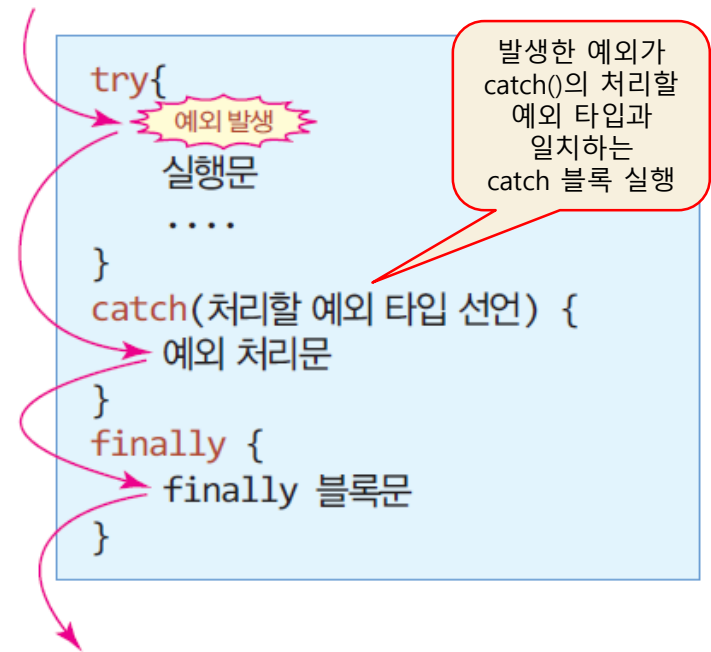 try{
예외 발생
실행문
....
}
catch(처리할 예외 타입 선언) {
예외 처리문
}
finally {
finally 블록문
}
발생한 예외가
catch()의 처리할
예외 타입과
일치하는
catch 블록 실행